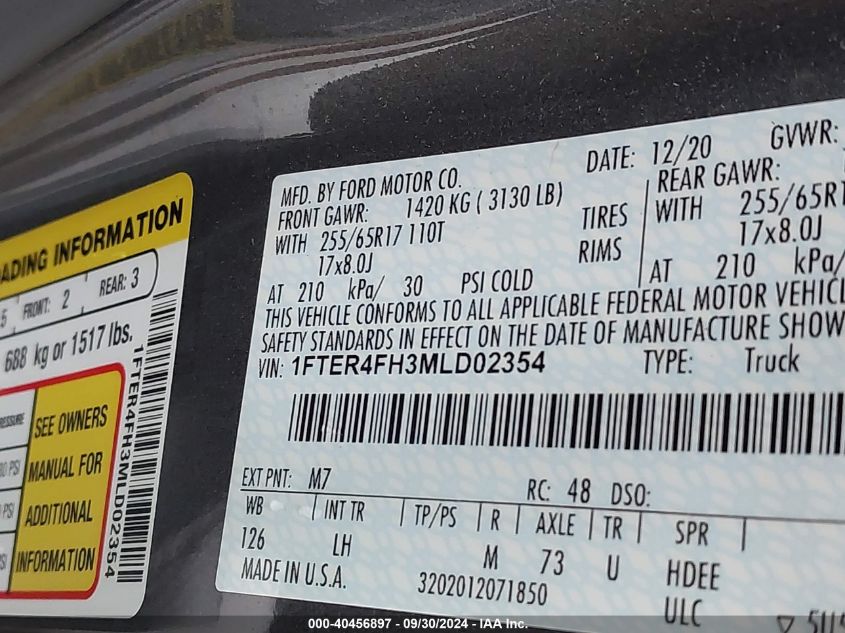 MFD. BY FORD MOTOR CO.
DATE: 12/20
GVWR:
FRONT GAWR: 1420 KG ( 3130 LB)
REAR GAWR:
WITH 255/65R17 110T
TIRES
WITH 255/65R1
17x8.0J
RIMS
17x8.0J
AT 210 kPa/ 30 PSI COLD
AT 210 kPa/
THIS VEHICLE CONFORMS TO ALL APPLICABLE FEDERAL MOTOR VEHICL
SAFETY STANDARDS IN EFFECT ON THE DATE OF MANUFACTURE SHOW
VIN: 1FTER4FH3MLD02354
TYPE: Truck
EXT PNT: M7
RC: 48 DSO:
WB INT TR TP/PS R AXLE TR SPR
126 LH M 73 U HDEE
MADE IN U.S.A.
3202012071850
ULC
ADING INFORMATION
5 FRONT: 2 REAR: 3
688 kg or 1517 lbs.
1FTER4FH3MLD02354
SEE OWNERS
MANUAL FOR
ADDITIONAL
INFORMATION
PSI
PSI
000-40456897 - 09/30/2024 - IAA Inc.